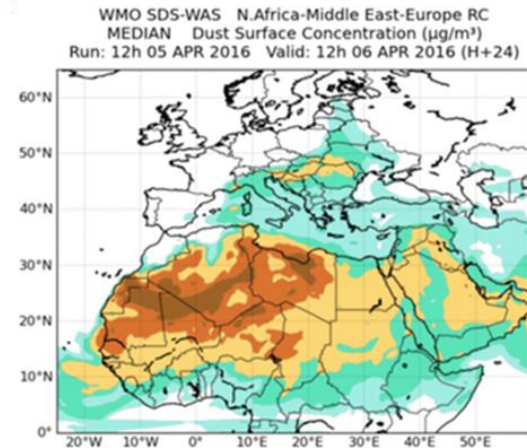 WMO SDS-WAS N.Africa-Middle East-Europe RC
MEDIAN Dust Surface Concentration (µg/m³)
Run: 12h 05 APR 2016 Valid: 12h 06 APR 2016 (H+24)
60°N
50°N
40°N
30°N
20°N
10°N
0°
20°W 10°W 0° 10°E 20°E 30°E 40°E 50°E